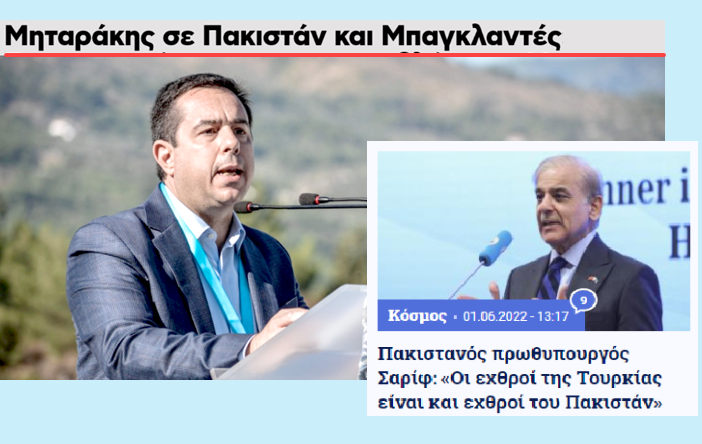 Μηταράκης σε Πακιστάν και Μπαγκλαντές
nner i
H
9
Κόσμος • 01.06.2022 - 13:17
Πακιστανός πρωθυπουργός
Σαρίφ: «Οι εχθροί της Τουρκίας
είναι και εχθροί του Πακιστάν»